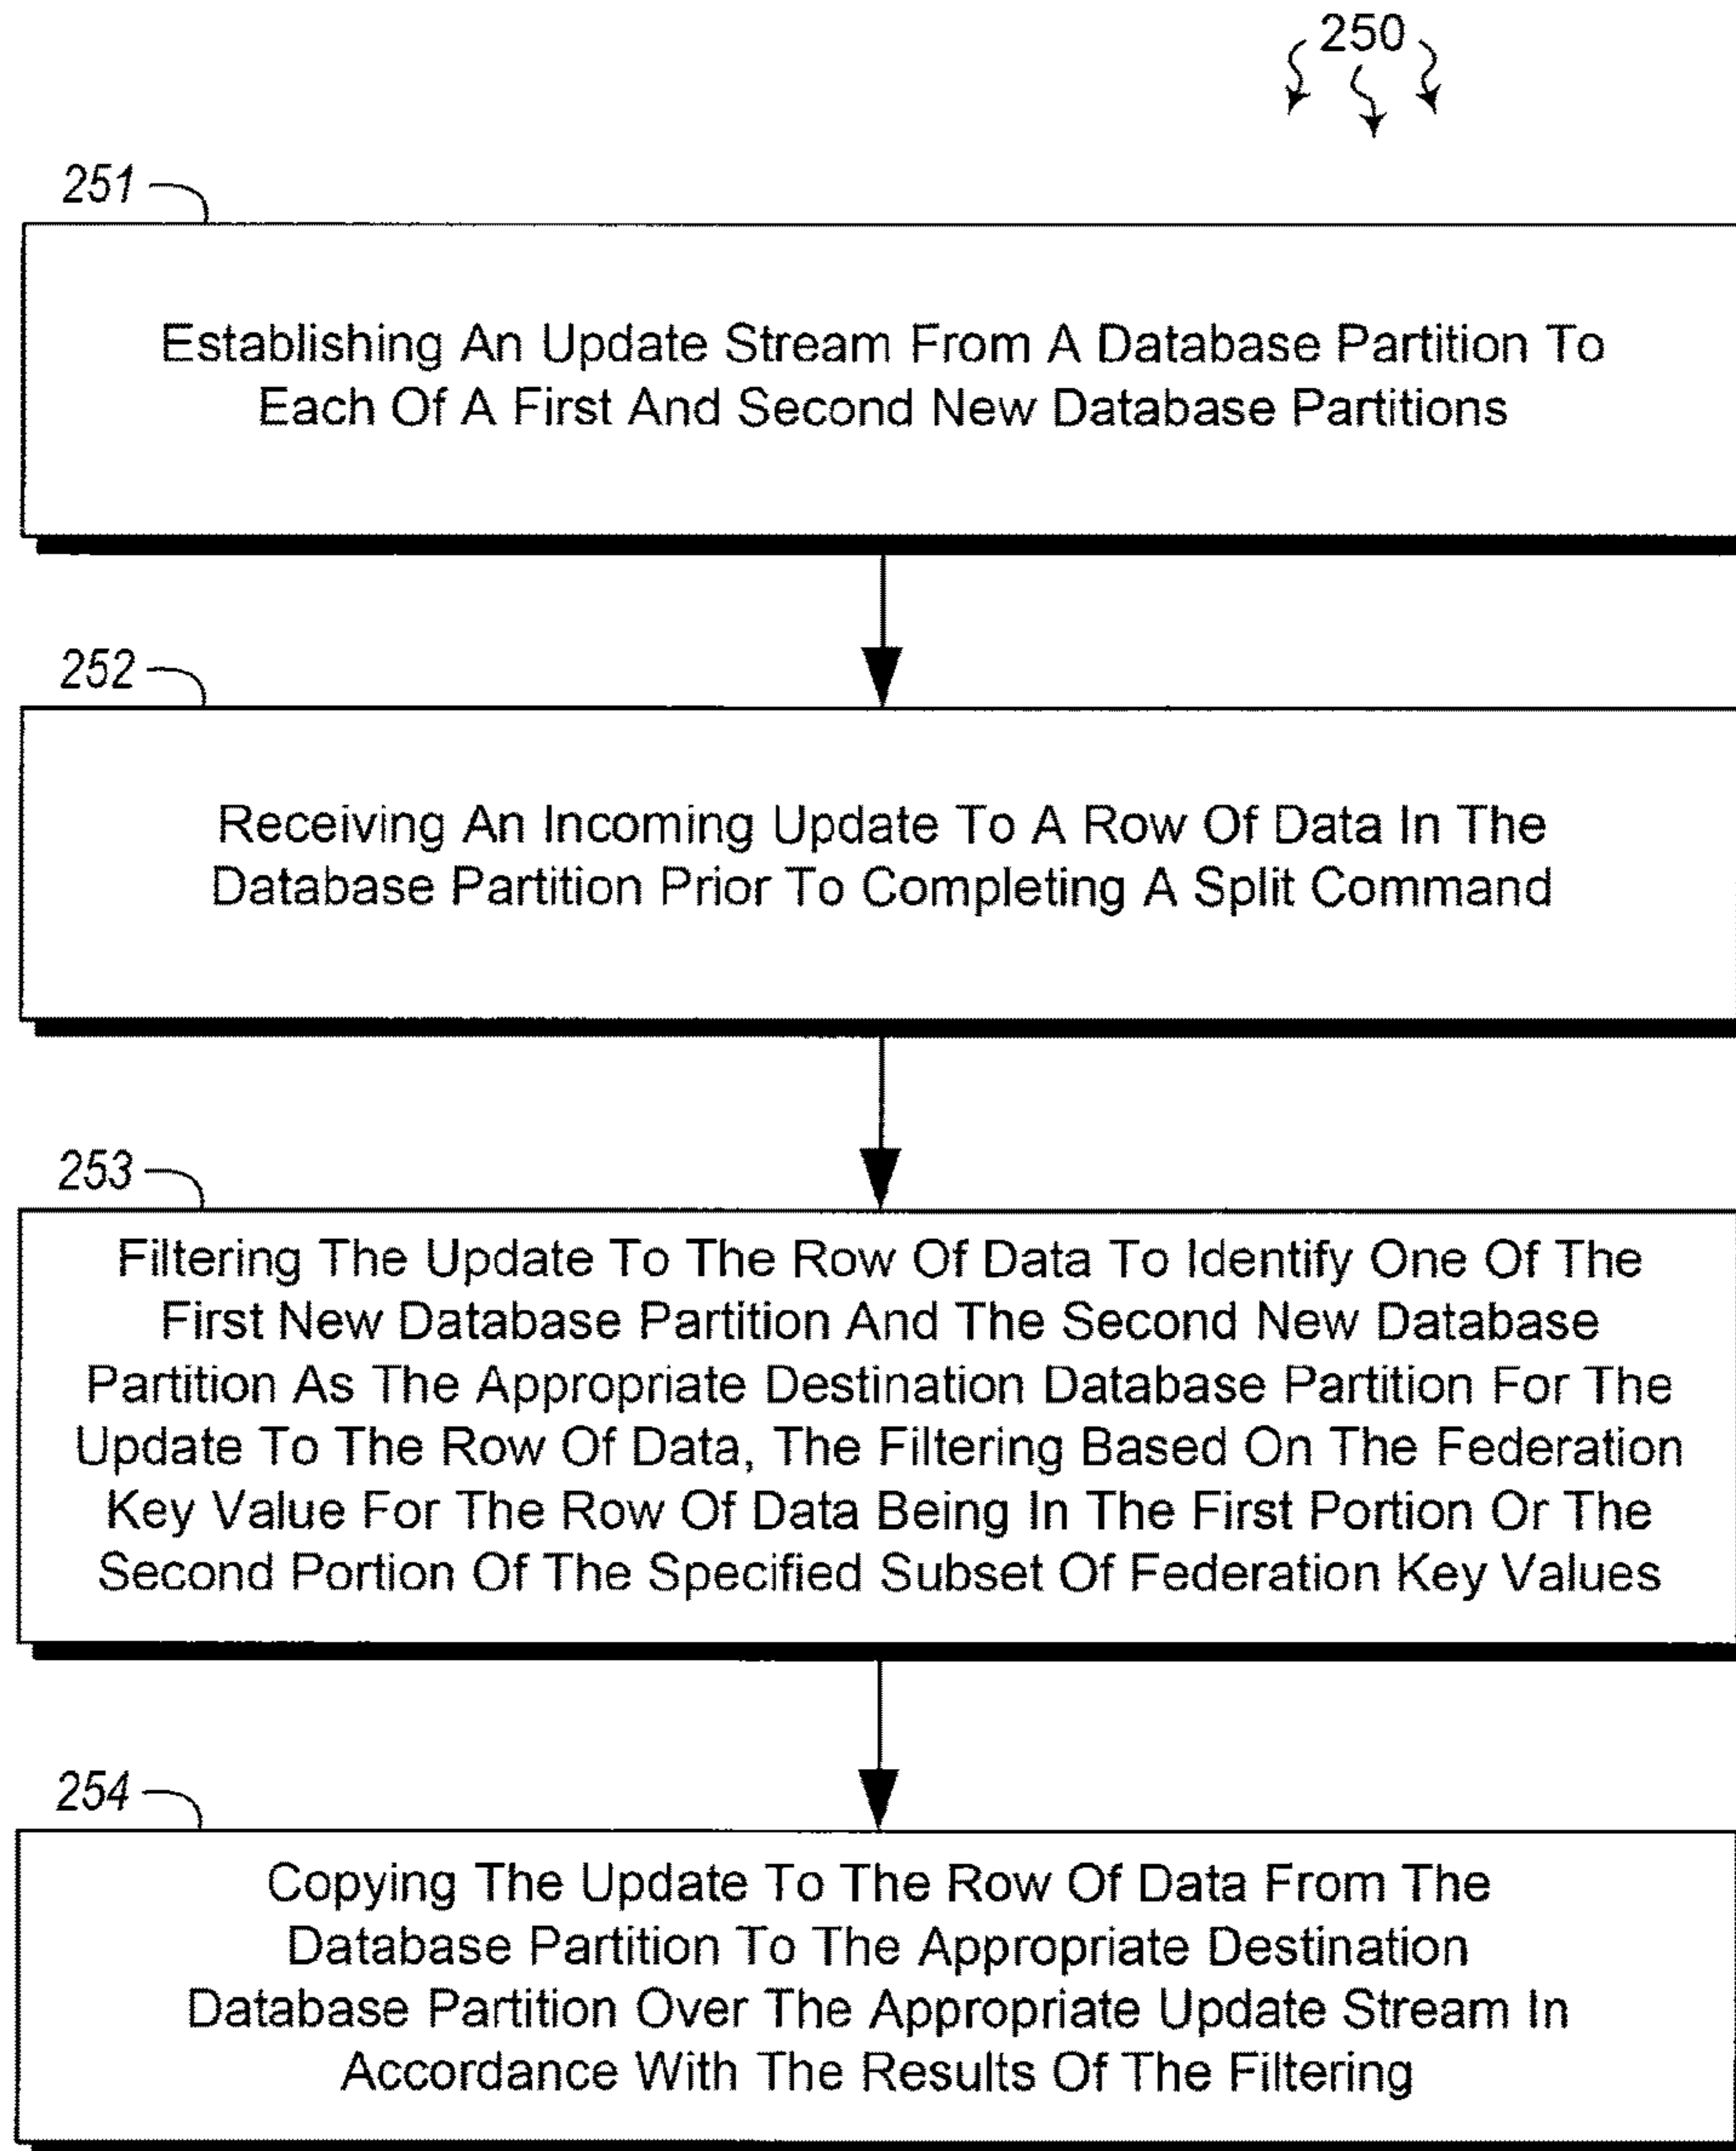 250
251
Establishing An Update Stream From A Database Partition To
Each Of A First And Second New Database Partitions
252
Receiving An Incoming Update To A Row Of Data In The
Database Partition Prior To Completing A Split Command
253
Filtering The Update To The Row Of Data To Identify One Of The
First New Database Partition And The Second New Database
Partition As The Appropriate Destination Database Partition For The
Update To The Row Of Data, The Filtering Based On The Federation
Key Value For The Row Of Data Being In The First Portion Or The
Second Portion Of The Specified Subset Of Federation Key Values
254
Copying The Update To The Row Of Data From The
Database Partition To The Appropriate Destination
Database Partition Over The Appropriate Update Stream In
Accordance With The Results Of The Filtering